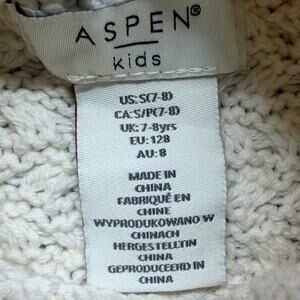 ASPEN®
kids
US: S(7-8)
CA: S/P(7-8)
UK: 7-8yrs
EU: 128
AU: 8
MADE IN
CHINA
FABRIQUÉ EN
CHINE
WYPRODUKOWANO W
CHINACH
HERGESTELLTIN
CHINA
GEPRODUCEERD IN
CHINA